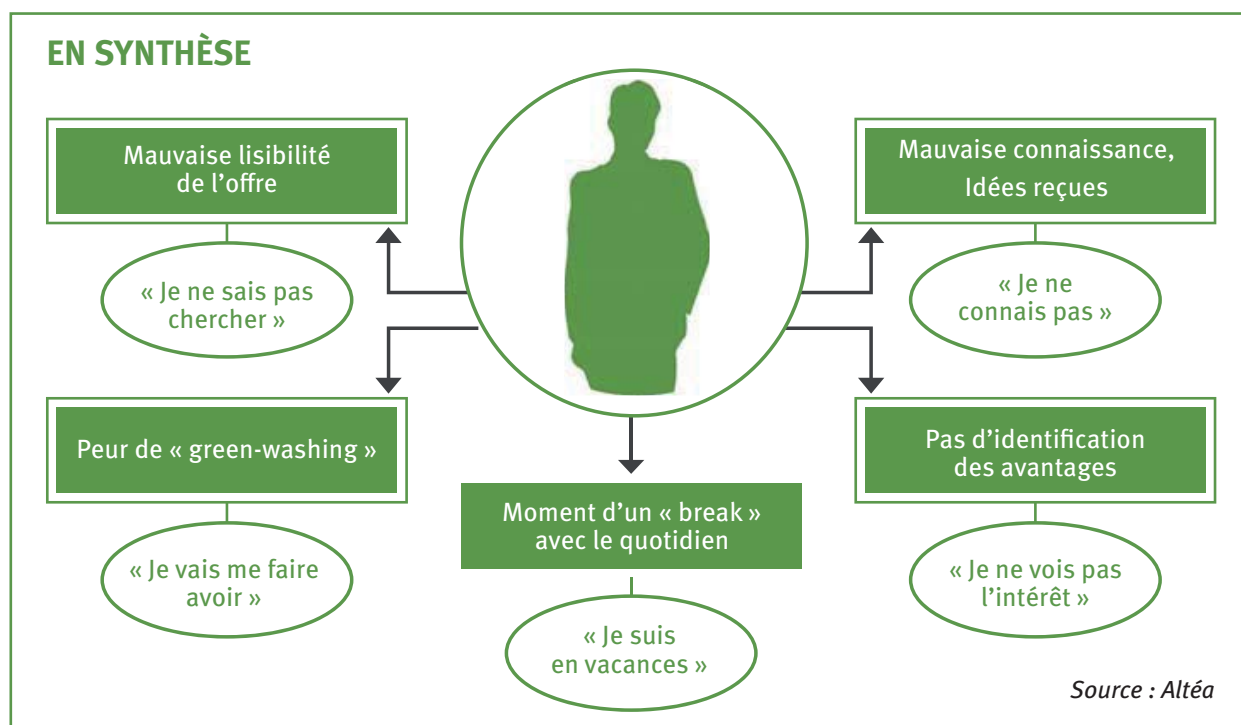 EN SYNTHÈSE
Mauvaise lisibilité
de l’offre
« Je ne sais pas
chercher »
Mauvaise connaissance,
Idées reçues
« Je ne
connais pas »
Peur de « green-washing »
« Je vais me faire
avoir »
Moment d’un « break »
avec le quotidien
« Je suis
en vacances »
Pas d’identification
des avantages
« Je ne vois pas
l’intérêt »
Source : Altéa